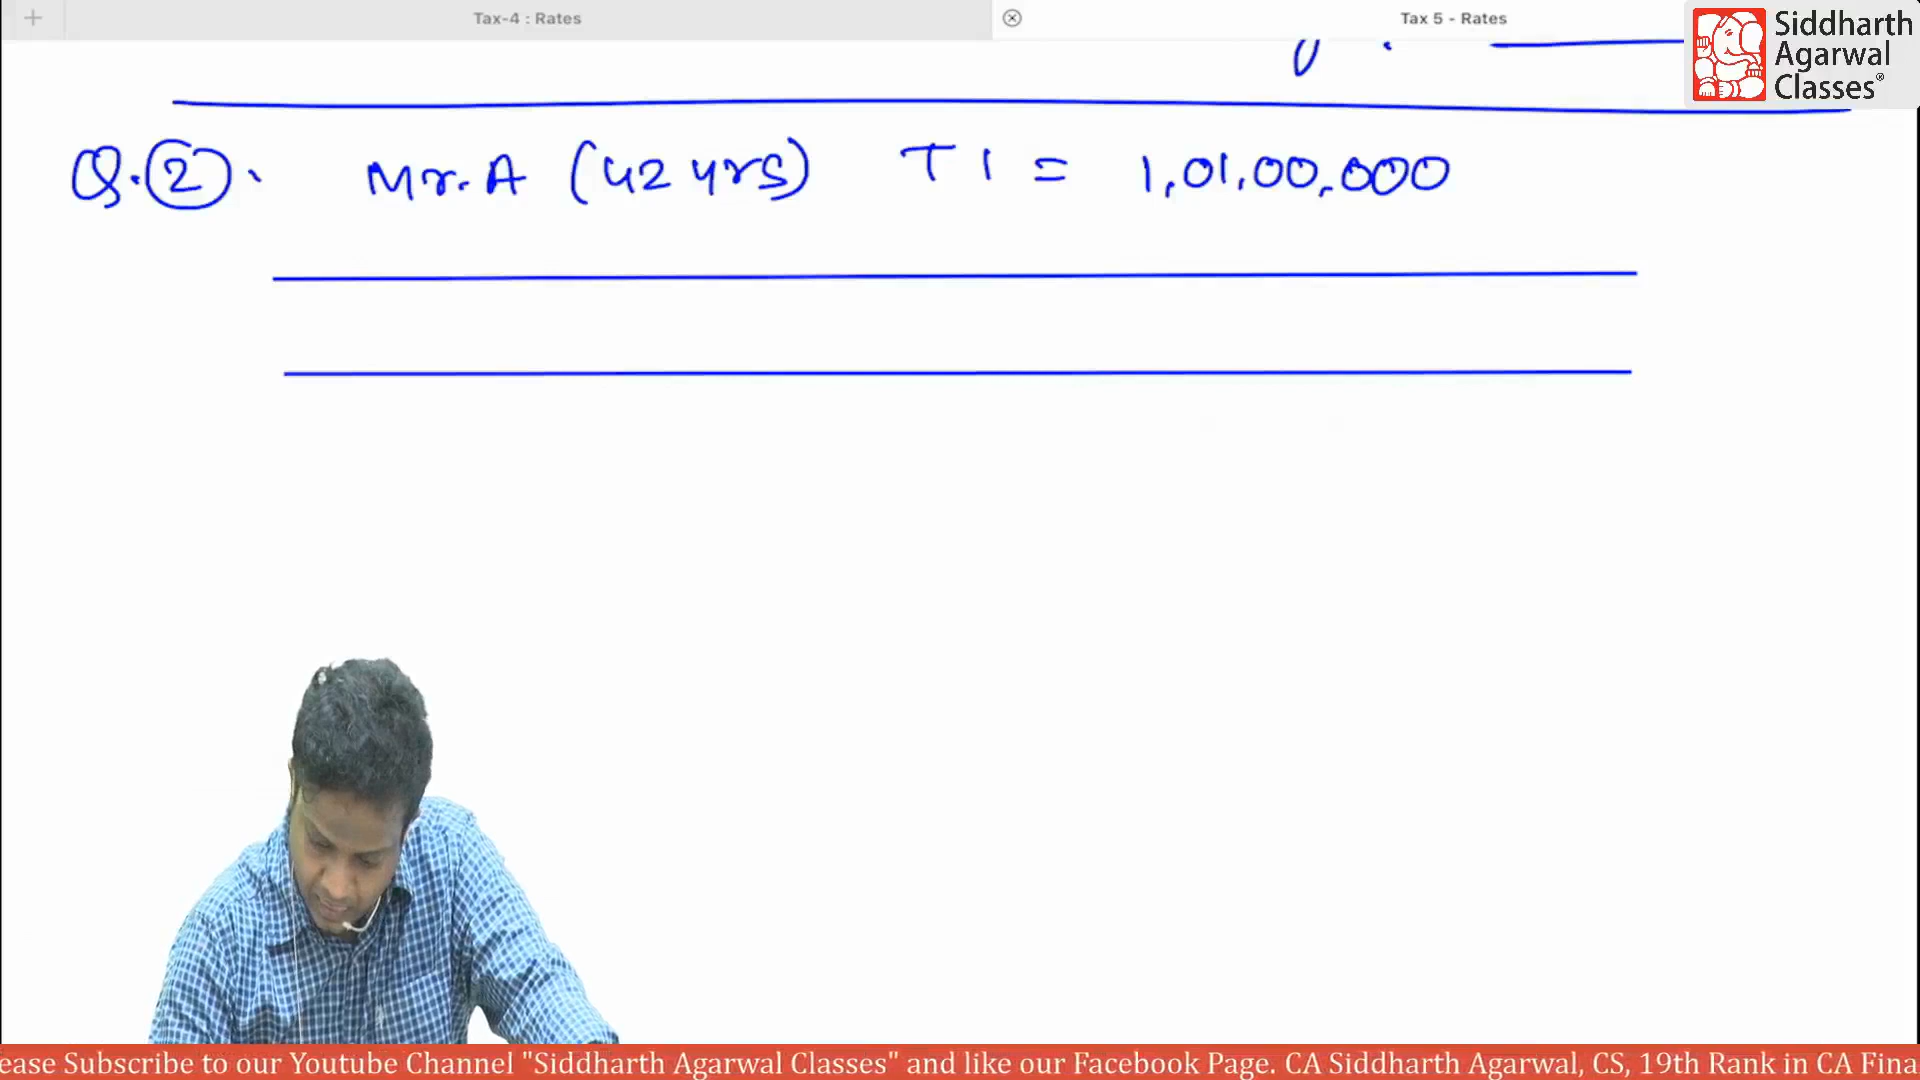 Tax-4 : Rates
Tax 5 - Rates
Siddharth
Agarwal
Classes®
Q.(2). Mr. A (42 yrs) TI = 1,01,00,000
ease Subscribe to our Youtube Channel "Siddharth Agarwal Classes" and like our Facebook Page. CA Siddharth Agarwal, CS, 19th Rank in CA Fina